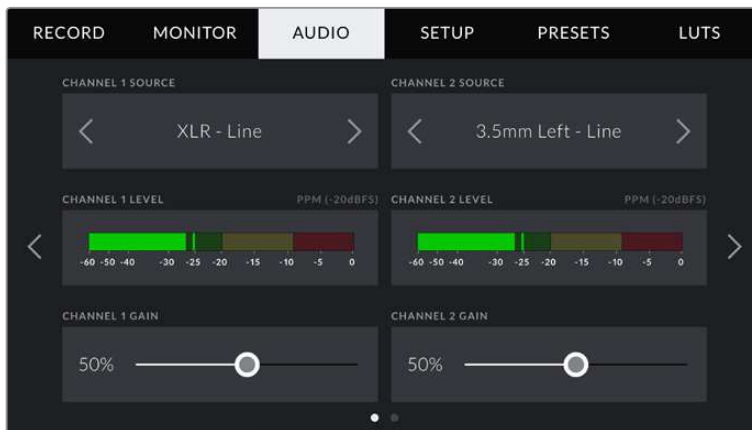 RECORD MONITOR AUDIO SETUP PRESETS LUTS
CHANNEL 1 SOURCE CHANNEL 2 SOURCE
XLR - Line 3.5mm Left - Line
CHANNEL 1 LEVEL PPM (-20dBFS) CHANNEL 2 LEVEL PPM (-20dBFS)
-60 -50 -40 -30 -25 -20 -15 -10 -5 0 -60 -50 -40 -30 -25 -20 -15 -10 -5 0
CHANNEL 1 GAIN CHANNEL 2 GAIN
50% 50%